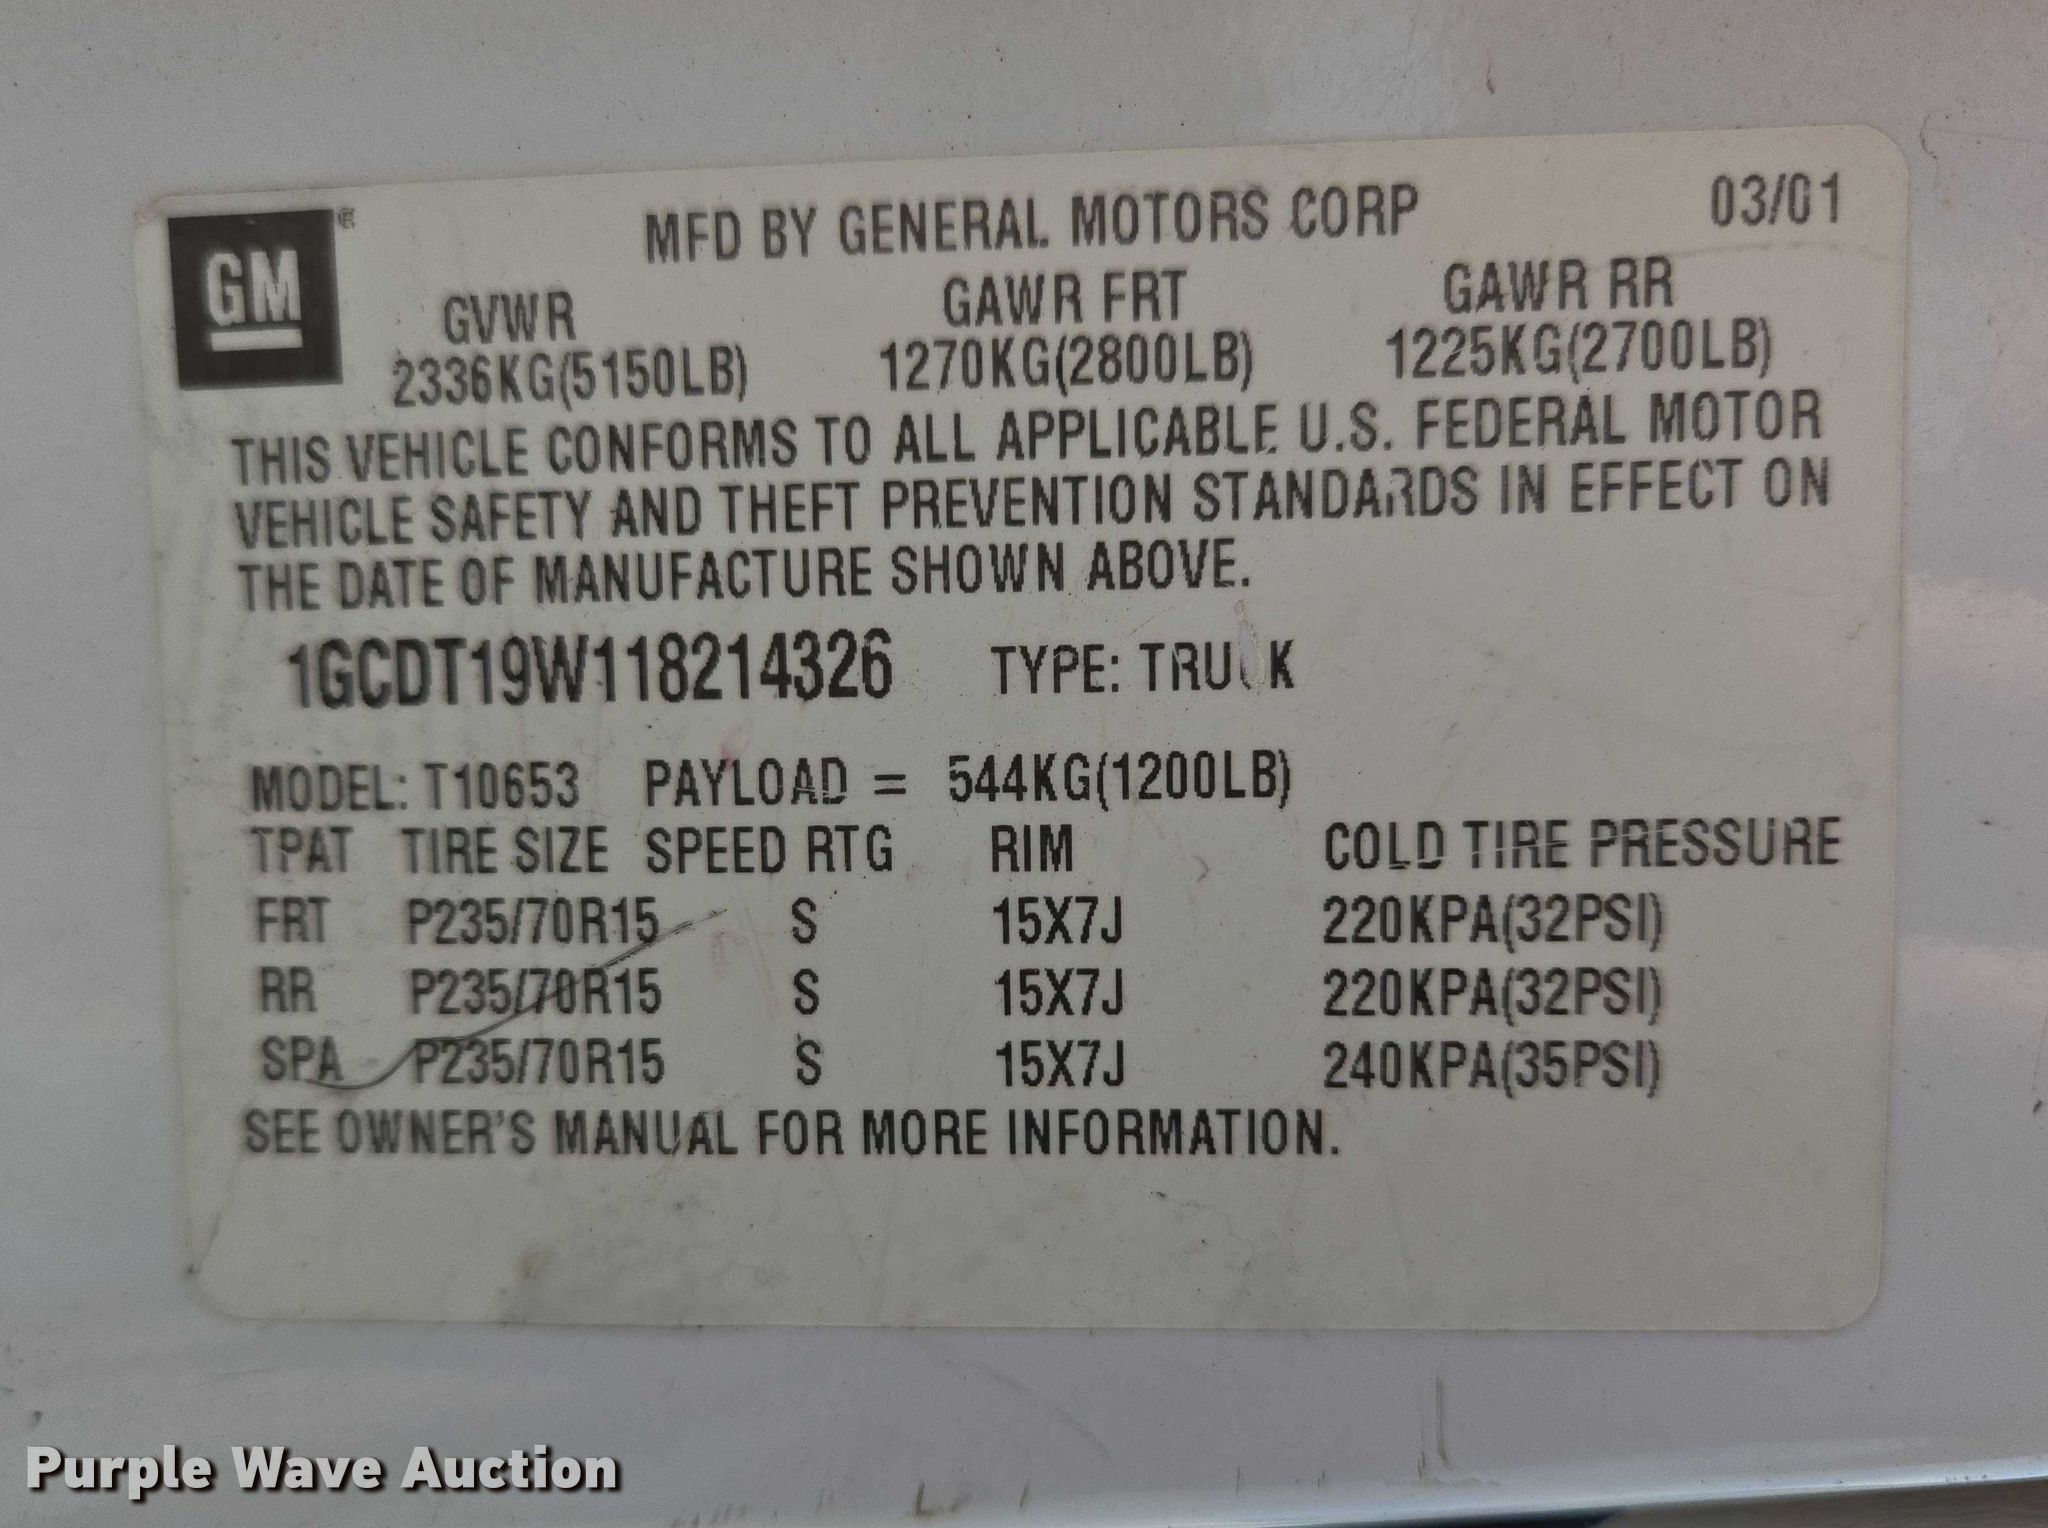 GM ®
MFD BY GENERAL MOTORS CORP 03/01
GVWR GAWR FRT GAWR RR
2336KG(5150LB) 1270KG(2800LB) 1225KG(2700LB)
THIS VEHICLE CONFORMS TO ALL APPLICABLE U.S. FEDERAL MOTOR
VEHICLE SAFETY AND THEFT PREVENTION STANDARDS IN EFFECT ON
THE DATE OF MANUFACTURE SHOWN ABOVE.
1GCDT19W118214326 TYPE: TRUCK
MODEL: T10653 PAYLOAD = 544KG(1200LB)
TPAT TIRE SIZE SPEED RTG RIM COLD TIRE PRESSURE
FRT P235/70R15 S 15X7J 220KPA(32PSI)
RR P235/70R15 S 15X7J 220KPA(32PSI)
SPA P235/70R15 S 15X7J 240KPA(35PSI)
SEE OWNER'S MANUAL FOR MORE INFORMATION.
Purple Wave Auction